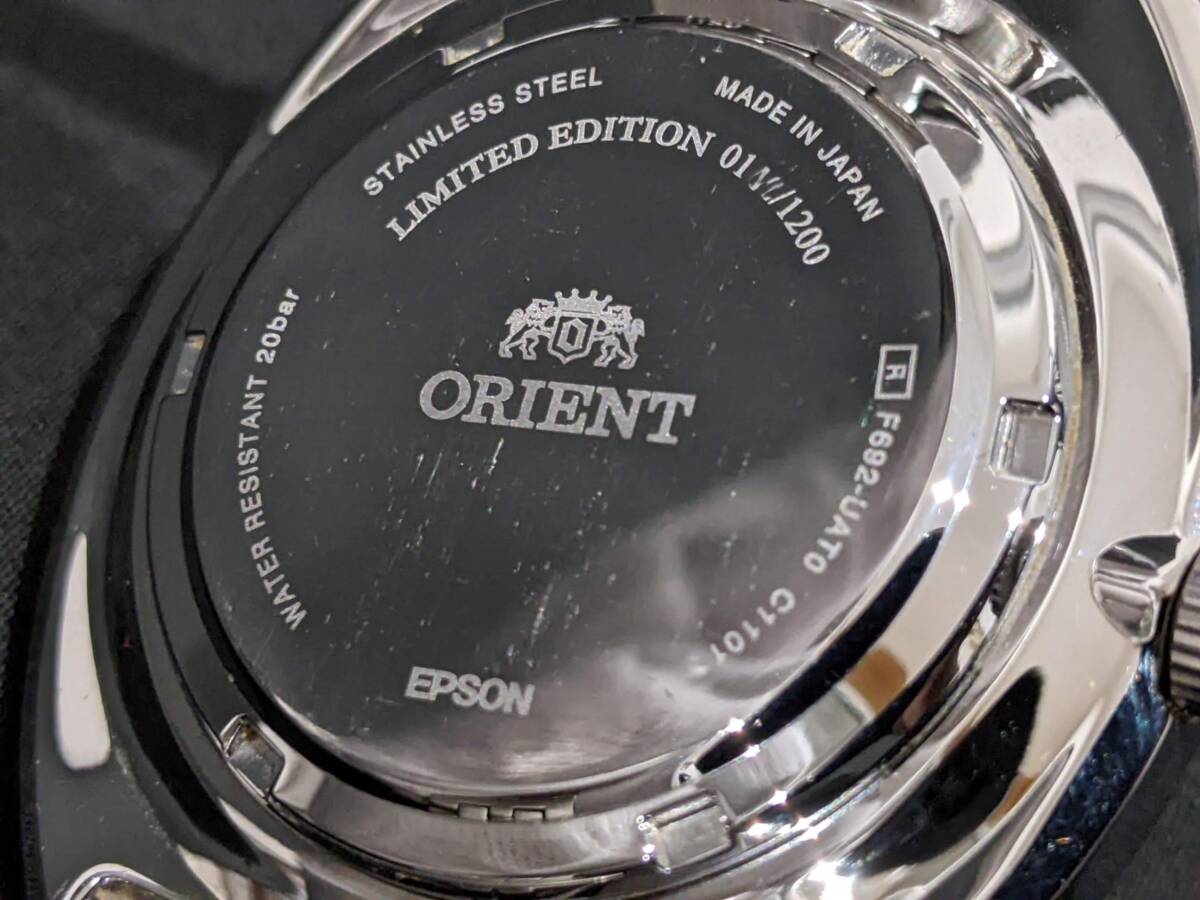 STAINLESS STEEL
MADE IN JAPAN
LIMITED EDITION /1200
ORIENT
WATER RESISTANT 20bar
R F692-UAT0 C1101
EPSON